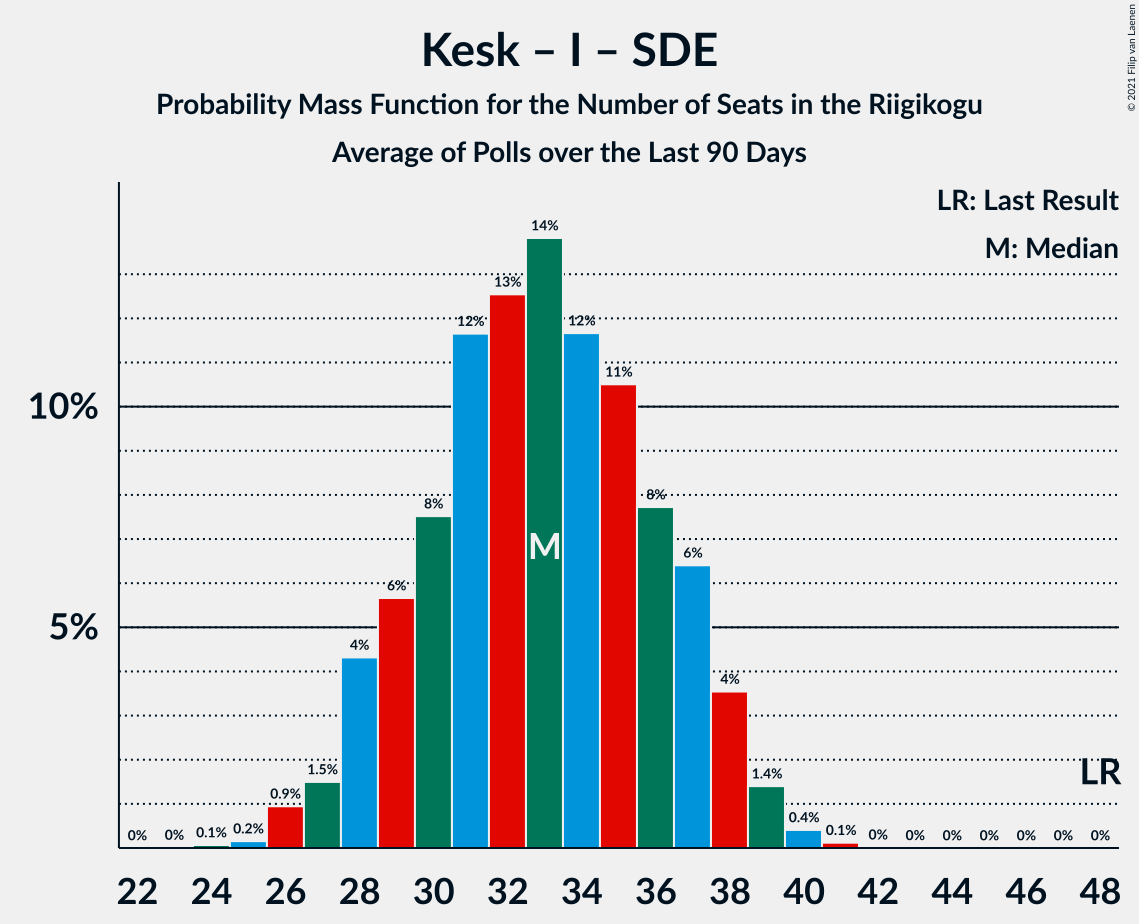 Kesk – I – SDE
Probability Mass Function for the Number of Seats in the Riigikogu
Average of Polls over the Last 90 Days
© 2021 Filip van Laenen
LR: Last Result
M: Median
10%
5%
0% 0% 0.1% 0.2% 0.9% 1.5% 4% 6% 8% 12% 13% 14% 12% 11% 8% 6% 4% 1.4% 0.4% 0.1% 0% 0% 0% 0% 0% 0% 0%
M
LR
22 24 26 28 30 32 34 36 38 40 42 44 46 48